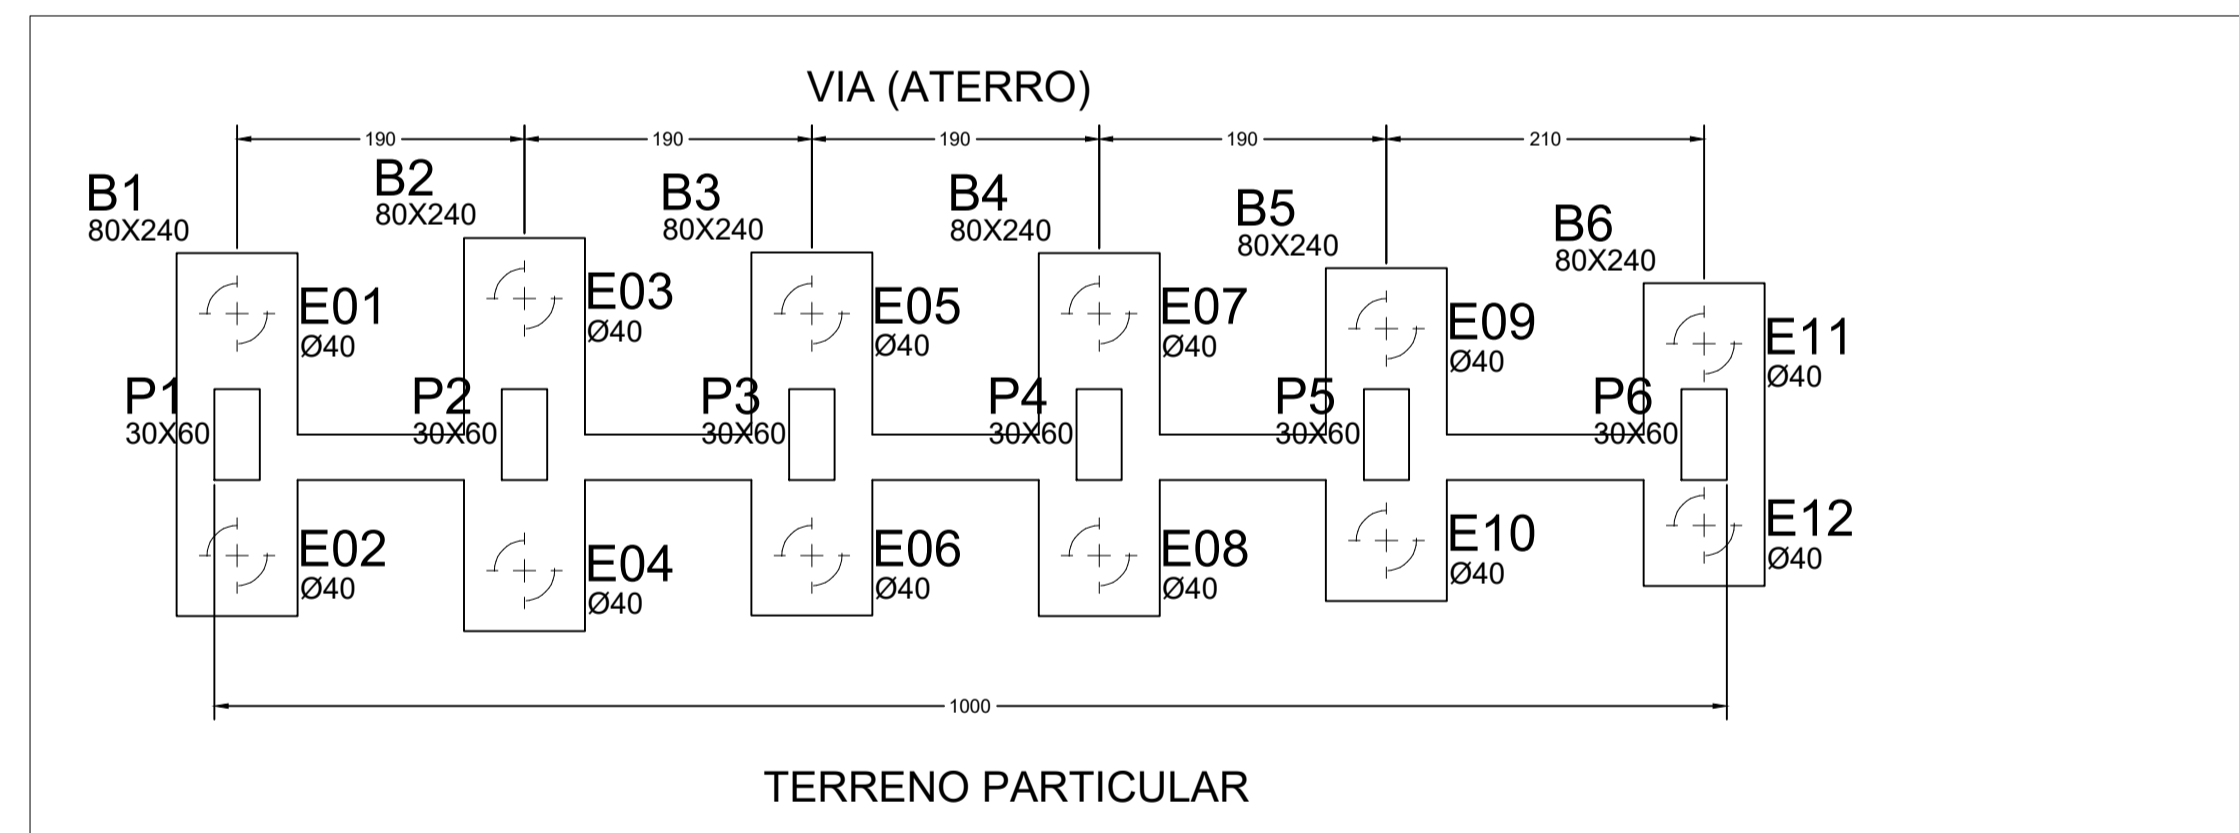 VIA (ATERRO)
190 190 190 190 210
B1
80X240
B2
80X240
B3
80X240
B4
80X240
B5
80X240
B6
80X240
E01
Ø40
E03
Ø40
E05
Ø40
E07
Ø40
E09
Ø40
E11
Ø40
P1
30X60
P2
30X60
P3
30X60
P4
30X60
P5
30X60
P6
30X60
E02
Ø40
E04
Ø40
E06
Ø40
E08
Ø40
E10
Ø40
E12
Ø40
1000
TERRENO PARTICULAR